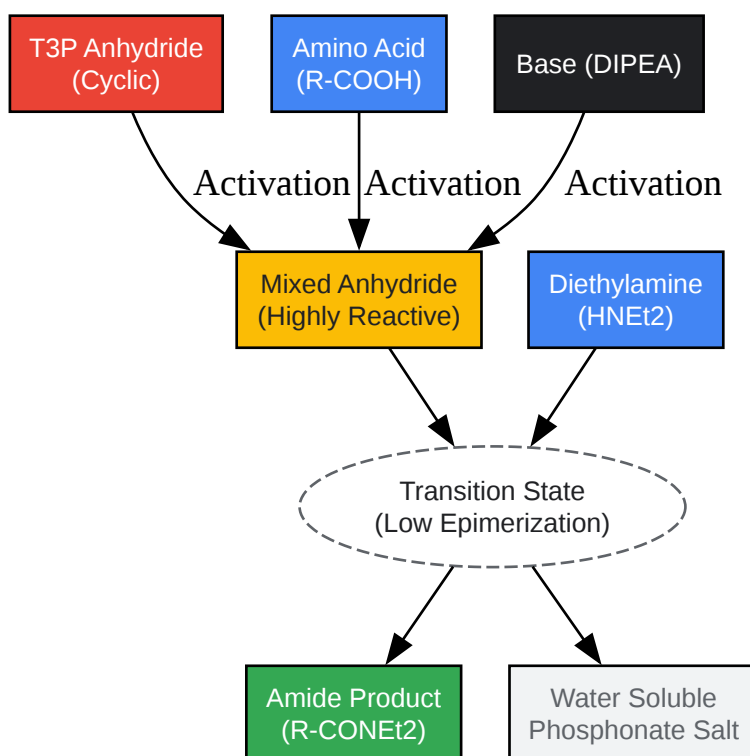 T3P Anhydride
(Cyclic)
Amino Acid
(R-COOH)
Base (DIPEA)
Activation
Activation
Activation
Mixed Anhydride
(Highly Reactive)
Diethylamine
(HNEt2)
Transition State
(Low Epimerization)
Amide Product
(R-CONEt2)
Water Soluble
Phosphonate Salt